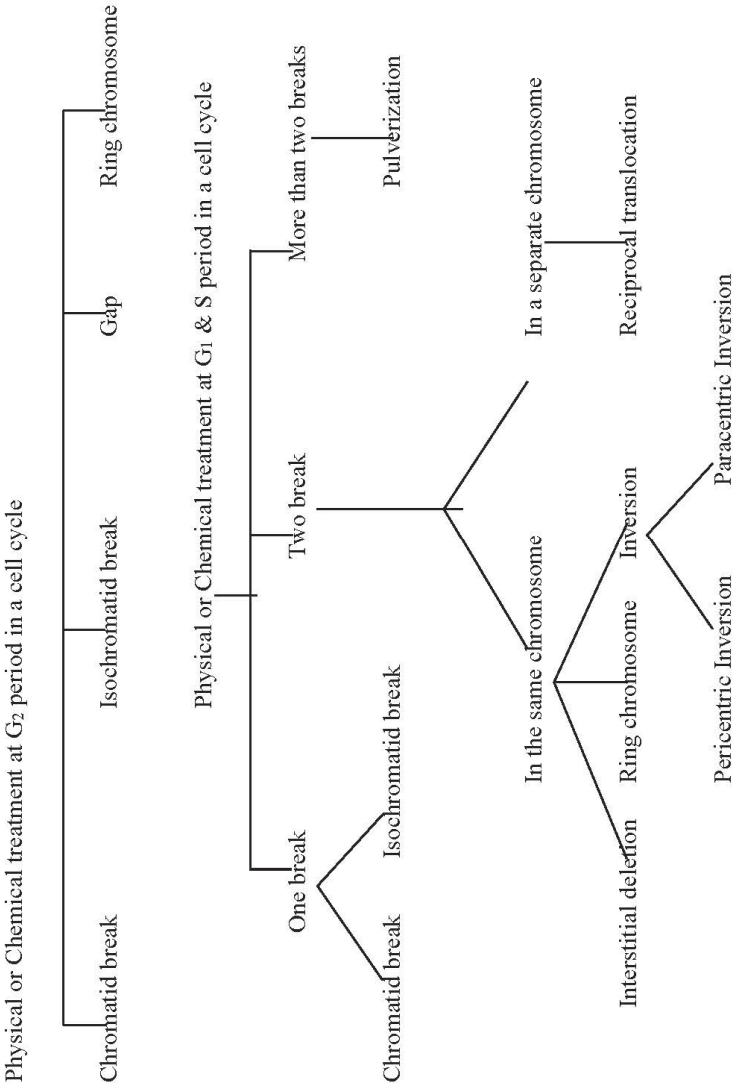 Physical or Chemical treatment at G2 period in a cell cycle
Chromatid break Isochromatid break Gap Ring chromosome
Physical or Chemical treatment at G1 & S period in a cell cycle
One break Two break More than two breaks
Chromatid break Isochromatid break Pulverization
In the same chromosome In a separate chromosome
Interstitial deletion Ring chromosome Inversion Reciprocal translocation
Pericentric Inversion Paracentric Inversion